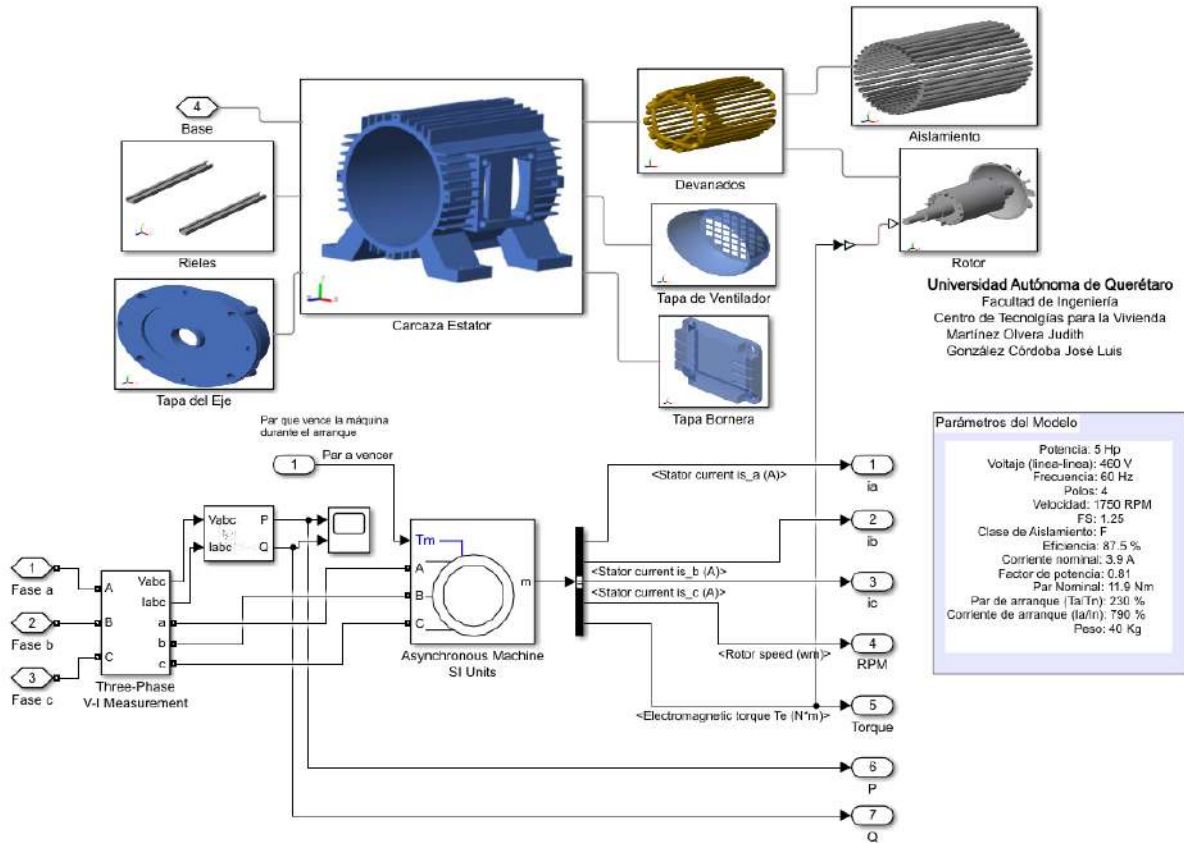 4
Base
Rieles
Tapa del Eje
Carcaza Estator
Devanados
Aislamiento
Rotor
Tapa de Ventilador
Tapa Bornera
Universidad Autónoma de Querétaro
Facultad de Ingeniería
Centro de Tecnolgías para la Vivienda
Martínez Olvera Judith
González Córdoba José Luis
Par que vence la máquina
durante el arranque
1
Par a vencer
Vabc
Iabc
P
Q
1
Fase a
2
Fase b
3
Fase c
A
B
C
Vabc
Iabc
a
b
c
Three-Phase
V-I Measurement
Tm
A
B
C
m
Asynchronous Machine
SI Units
<Stator current is_a (A)>
<Stator current is_b (A)>
<Stator current is_c (A)>
<Rotor speed (wm)>
<Electromagnetic torque Te (N*m)>
1
ia
2
ib
3
ic
4
RPM
5
Torque
6
P
7
Q
Parámetros del Modelo
Potencia: 5 Hp
Voltaje (linea-linea): 460 V
Frecuencia: 60 Hz
Polos: 4
Velocidad: 1750 RPM
FS: 1.25
Clase de Aislamiento: F
Eficiencia: 87.5 %
Corriente nominal: 3.9 A
Factor de potencia: 0.81
Par Nominal: 11.9 Nm
Par de arranque (Ta/Tn): 230 %
Corriente de arranque (Ia/In): 790 %
Peso: 40 Kg